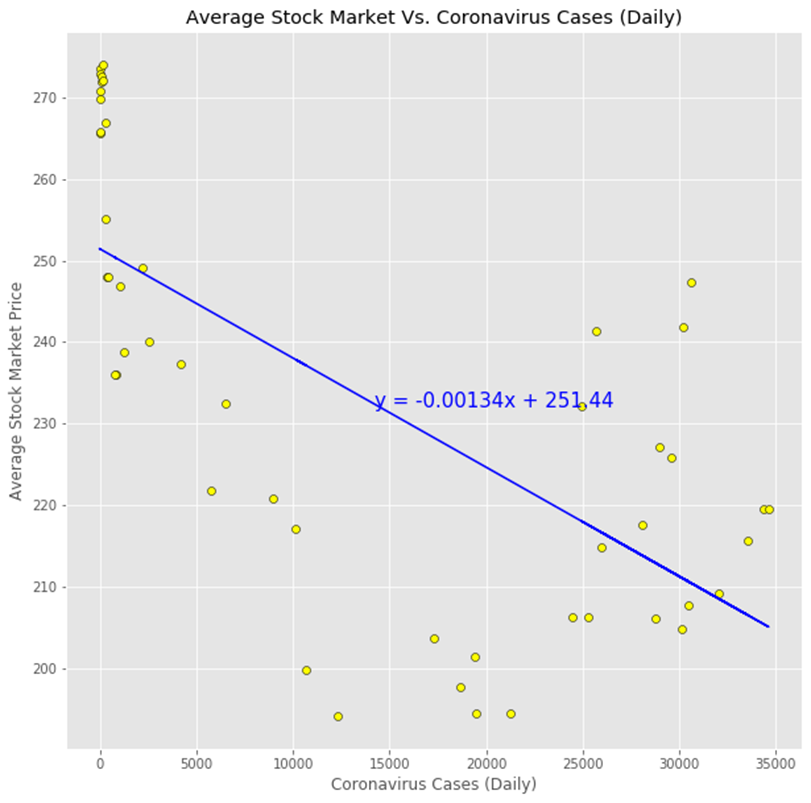 Average Stock Market Vs. Coronavirus Cases (Daily)
270
260
250
240
230
220
210
200
Average Stock Market Price
y = -0.00134x + 251.44
0 5000 10000 15000 20000 25000 30000 35000
Coronavirus Cases (Daily)